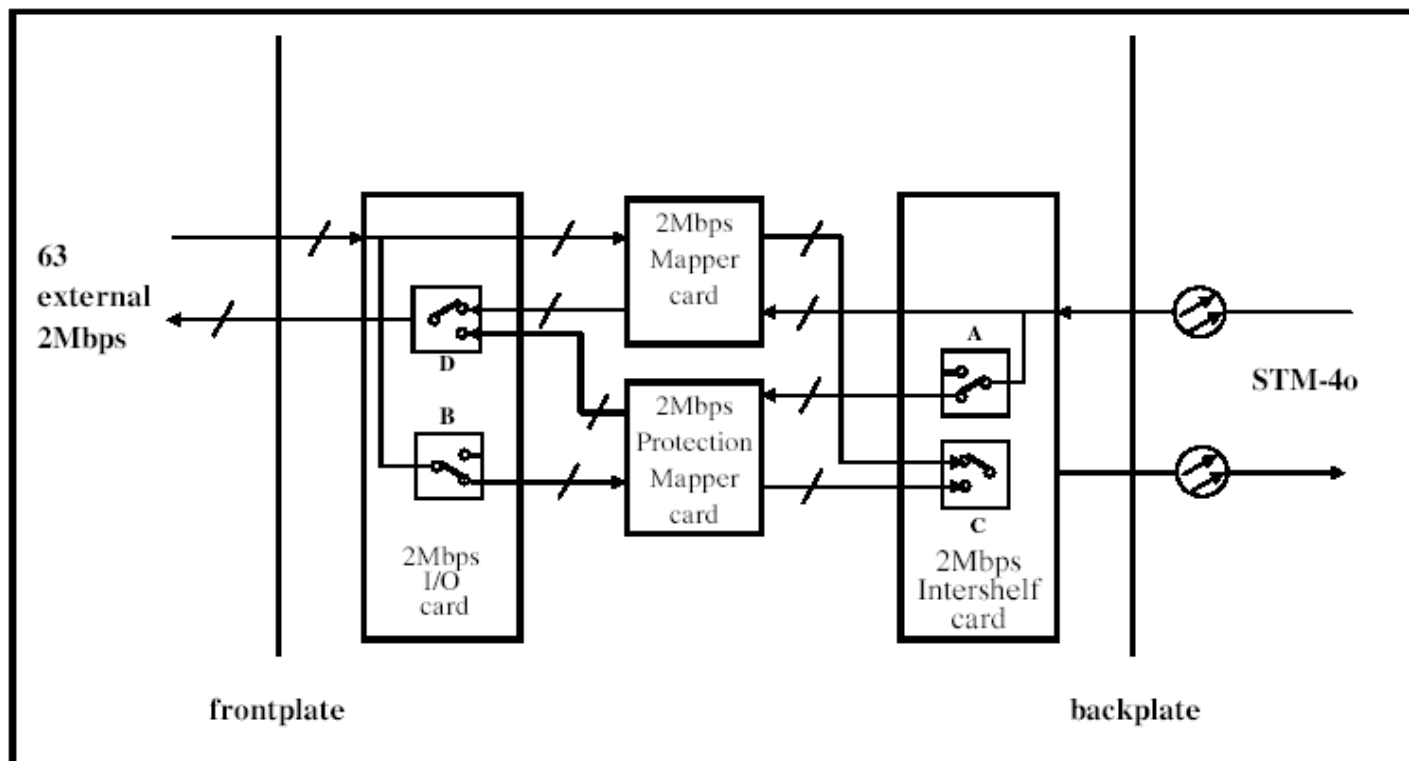 63
external
2Mbps
D
B
2Mbps
I/O
card
2Mbps
Mapper
card
2Mbps
Protection
Mapper
card
A
C
2Mbps
Intershelf
card
STM-4o
frontplate
backplate